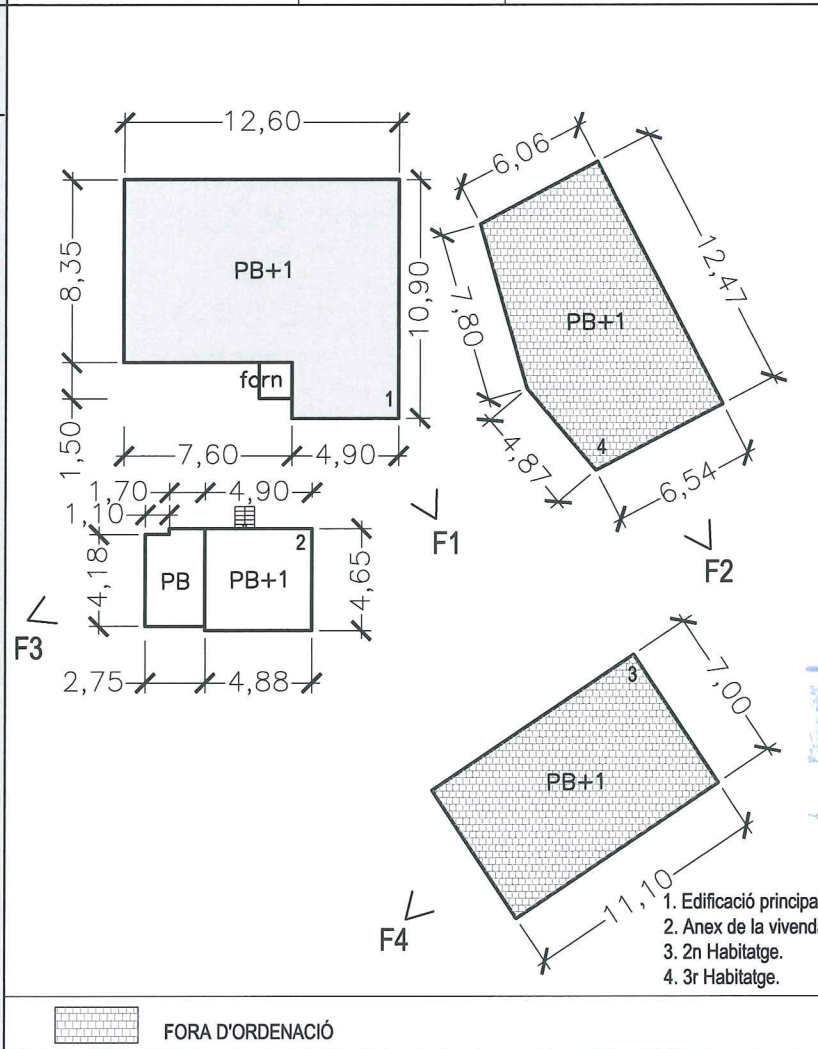 12,60
8,35
PB+1
10,90
forn
1
1,50
7,60
4,90
F1
6,06
12,47
7,80
PB+1
4
4,87
6,54
F2
1,70
4,90
1,10
2
4,18
PB
PB+1
4,65
F3
2,75
4,88
3
7,00
PB+1
11,10
F4
1. Edificació principa
2. Anex de la vivend
3. 2n Habitatge.
4. 3r Habitatge.
FORA D'ORDENACIÓ